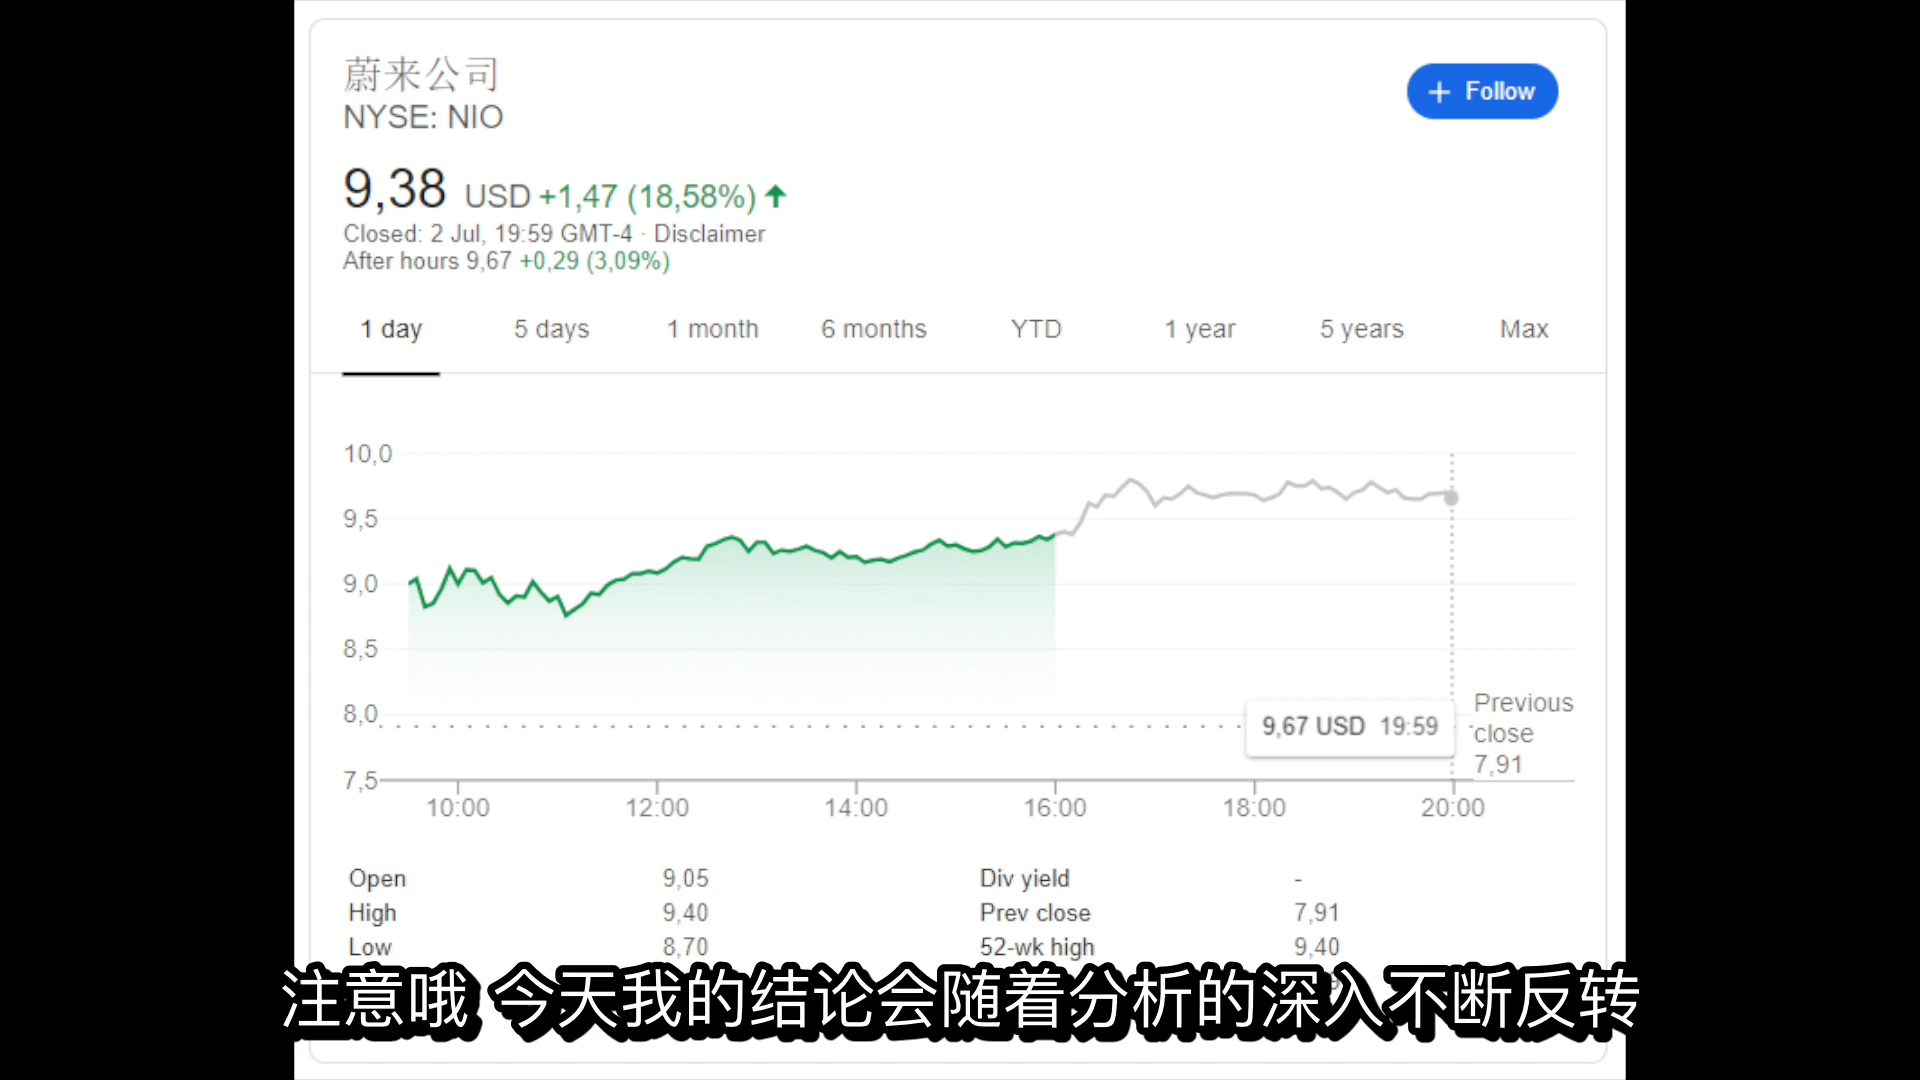 蔚来公司
NYSE: NIO
+ Follow
9,38 USD +1,47 (18,58%)
Closed: 2 Jul, 19:59 GMT-4 · Disclaimer
After hours 9,67 +0,29 (3,09%)
1 day 5 days 1 month 6 months YTD 1 year 5 years Max
10,0
9,5
9,0
8,5
8,0
7,5
9,67 USD 19:59
Previous
close
7,91
10:00 12:00 14:00 16:00 18:00 20:00
Open 9,05 Div yield -
High 9,40 Prev close 7,91
Low 8,70 52-wk high 9,40
注意哦 今天我的结论会随着分析的深入不断反转